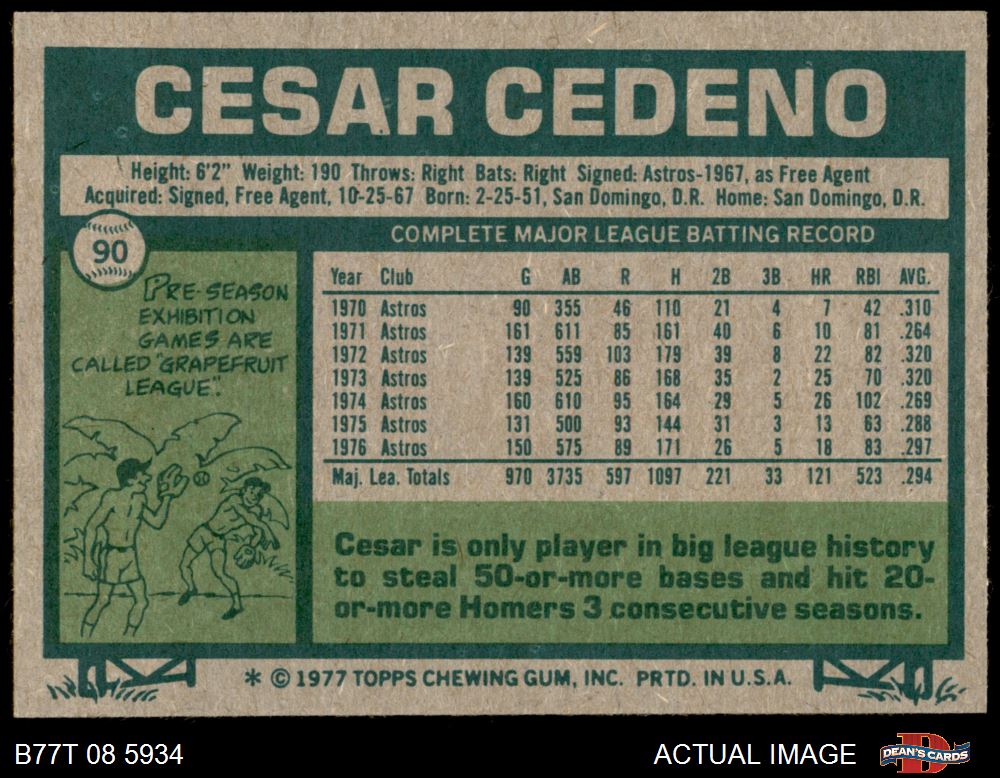 CESAR CEDENO
Height: 6'2" Weight: 190 Throws: Right Bats: Right Signed: Astros-1967, as Free Agent
Acquired: Signed, Free Agent, 10-25-67 Born: 2-25-51, San Domingo, D.R. Home: San Domingo, D.R.
90
PRE-SEASON
EXHIBITION
GAMES ARE
CALLED "GRAPEFRUIT
LEAGUE".
COMPLETE MAJOR LEAGUE BATTING RECORD
Year Club G AB R H 2B 3B HR RBI AVG.
1970 Astros 90 355 46 110 21 4 7 42 .310
1971 Astros 161 611 85 161 40 6 10 81 .264
1972 Astros 139 559 103 179 39 8 22 82 .320
1973 Astros 139 525 86 168 35 2 25 70 .320
1974 Astros 160 610 95 164 29 5 26 102 .269
1975 Astros 131 500 93 144 31 3 13 63 .288
1976 Astros 150 575 89 171 26 5 18 83 .297
Maj. Lea. Totals 970 3735 597 1097 221 33 121 523 .294
Cesar is only player in big league history
to steal 50-or-more bases and hit 20-
or-more Homers 3 consecutive seasons.
* © 1977 TOPPS CHEWING GUM, INC. PRTD. IN U.S.A.
B77T 08 5934
ACTUAL IMAGE
DEAN'S CARDS